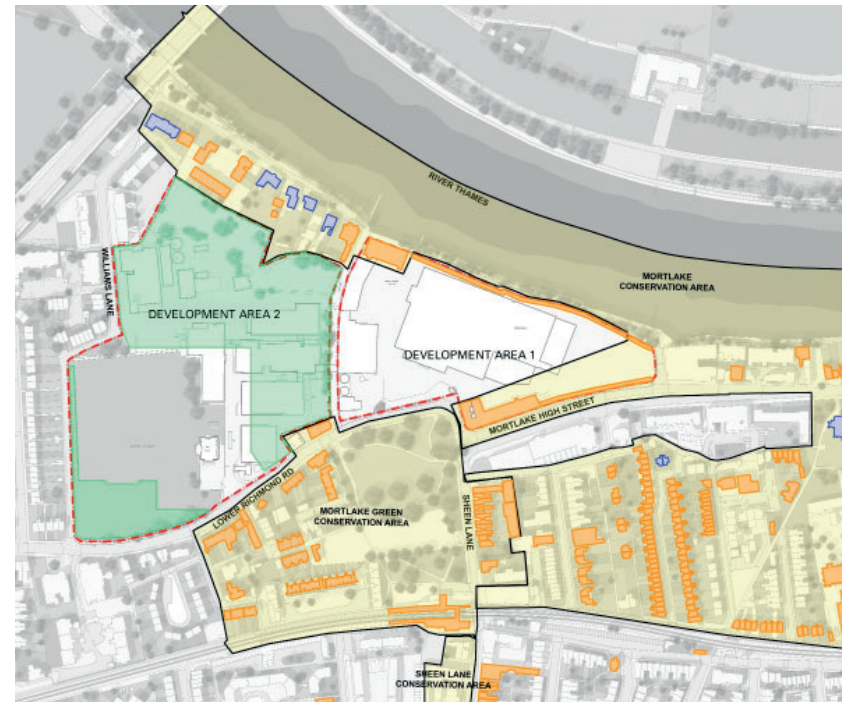 RIVER THAMES
MORTLAKE
CONSERVATION AREA
WILLIAMS LANE
DEVELOPMENT AREA 2
DEVELOPMENT AREA 1
MORTLAKE HIGH STREET
LOWER RICHMOND RD
MORTLAKE GREEN
CONSERVATION AREA
SHEEN LANE
SHEEN LANE
CONSERVATION AREA